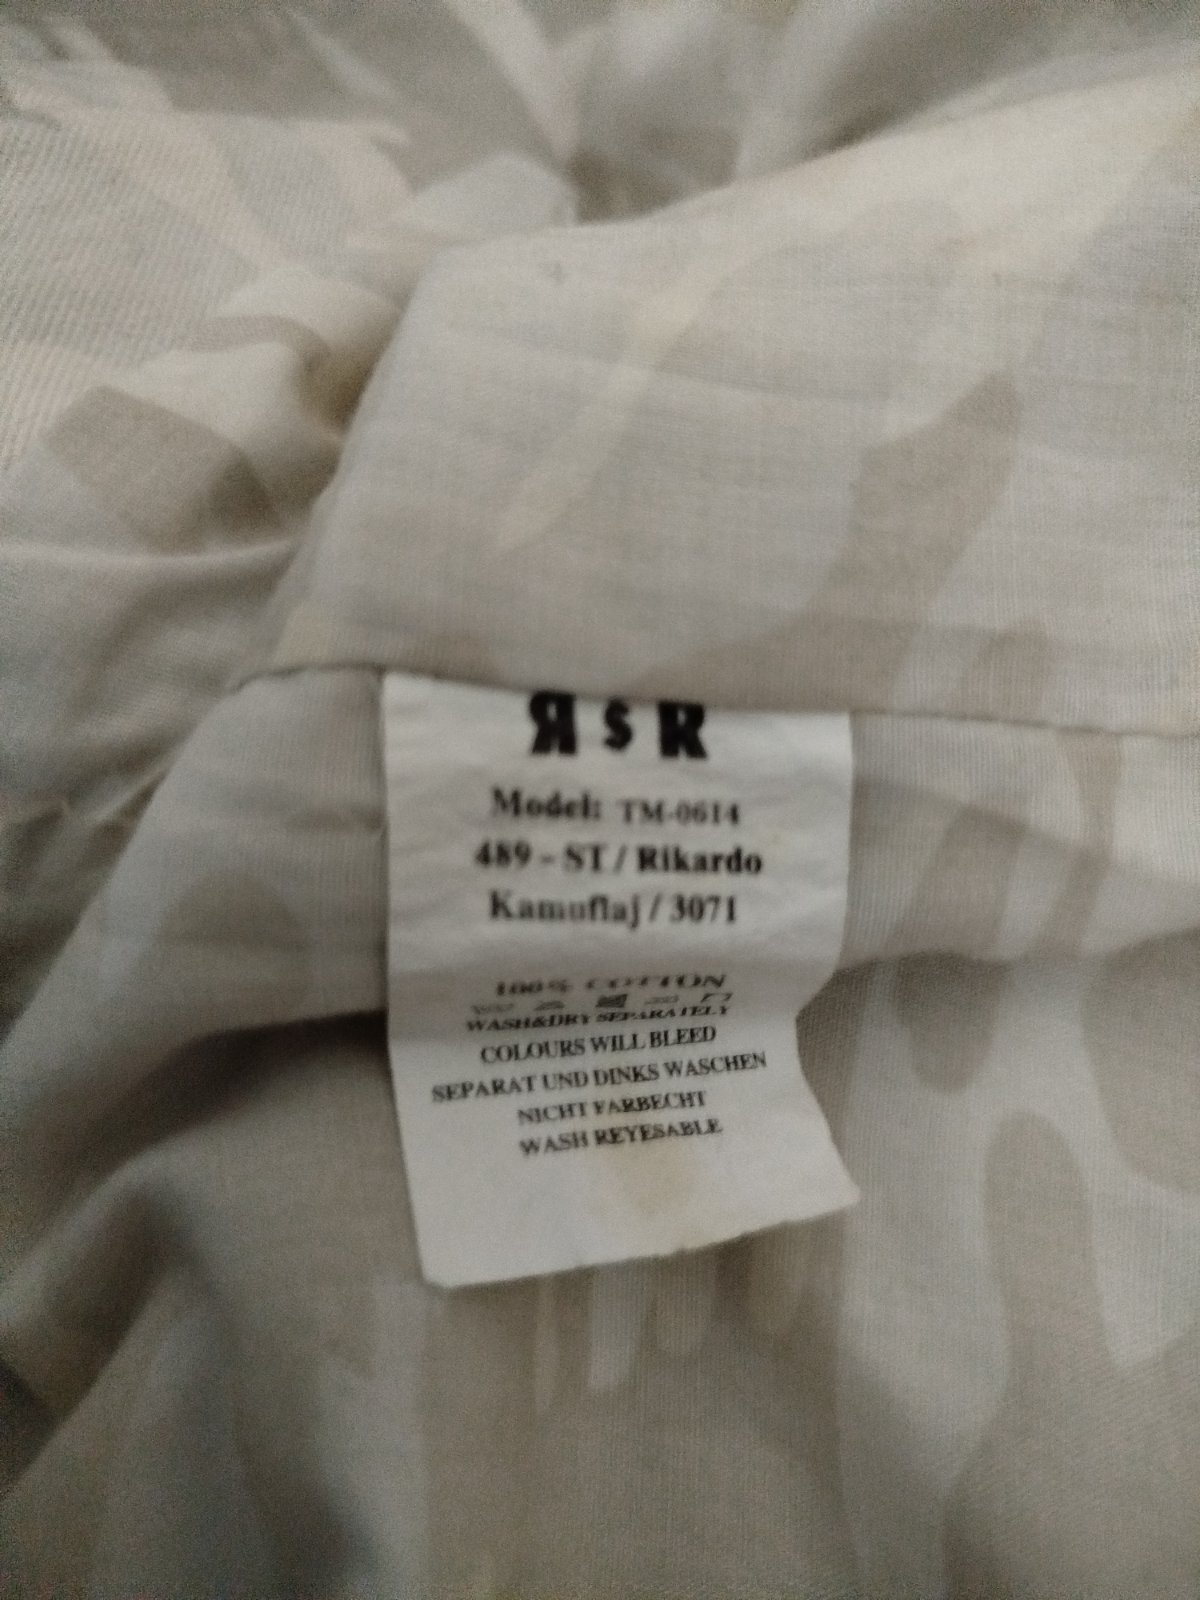 RSR
Model: TM-0614
489 - ST / Rikardo
Kamuflaj / 3071
100% COTTON
WASH&DRY SEPARATELY
COLOURS WILL BLEED
SEPARAT UND DINKS WASCHEN
NICHT FARBECHT
WASH REYESABLE